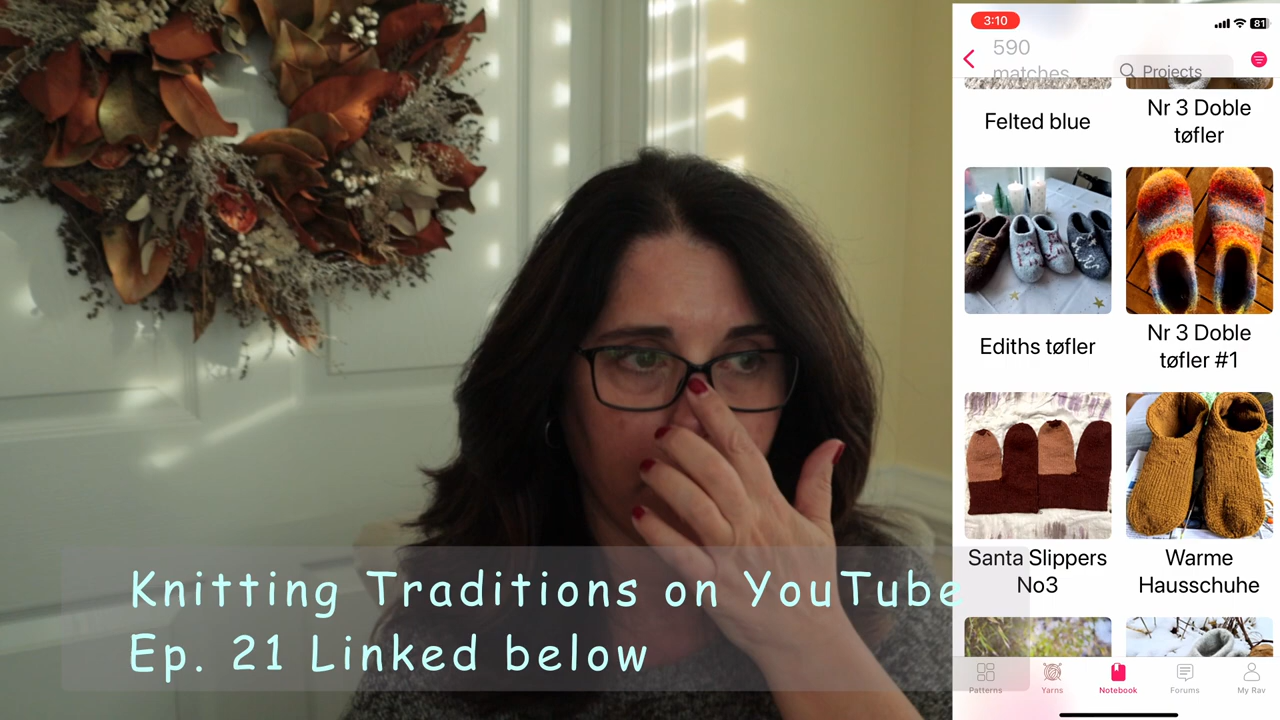 3:10
81
590
matches
Projects
Felted blue
Nr 3 Doble
tøfler
Ediths tøfler
Nr 3 Doble
tøfler #1
Santa Slippers
No3
Warme
Hausschuhe
Knitting Traditions on YouTube
Ep. 21 Linked below
Patterns
Yarns
Notebook
Forums
My Rav